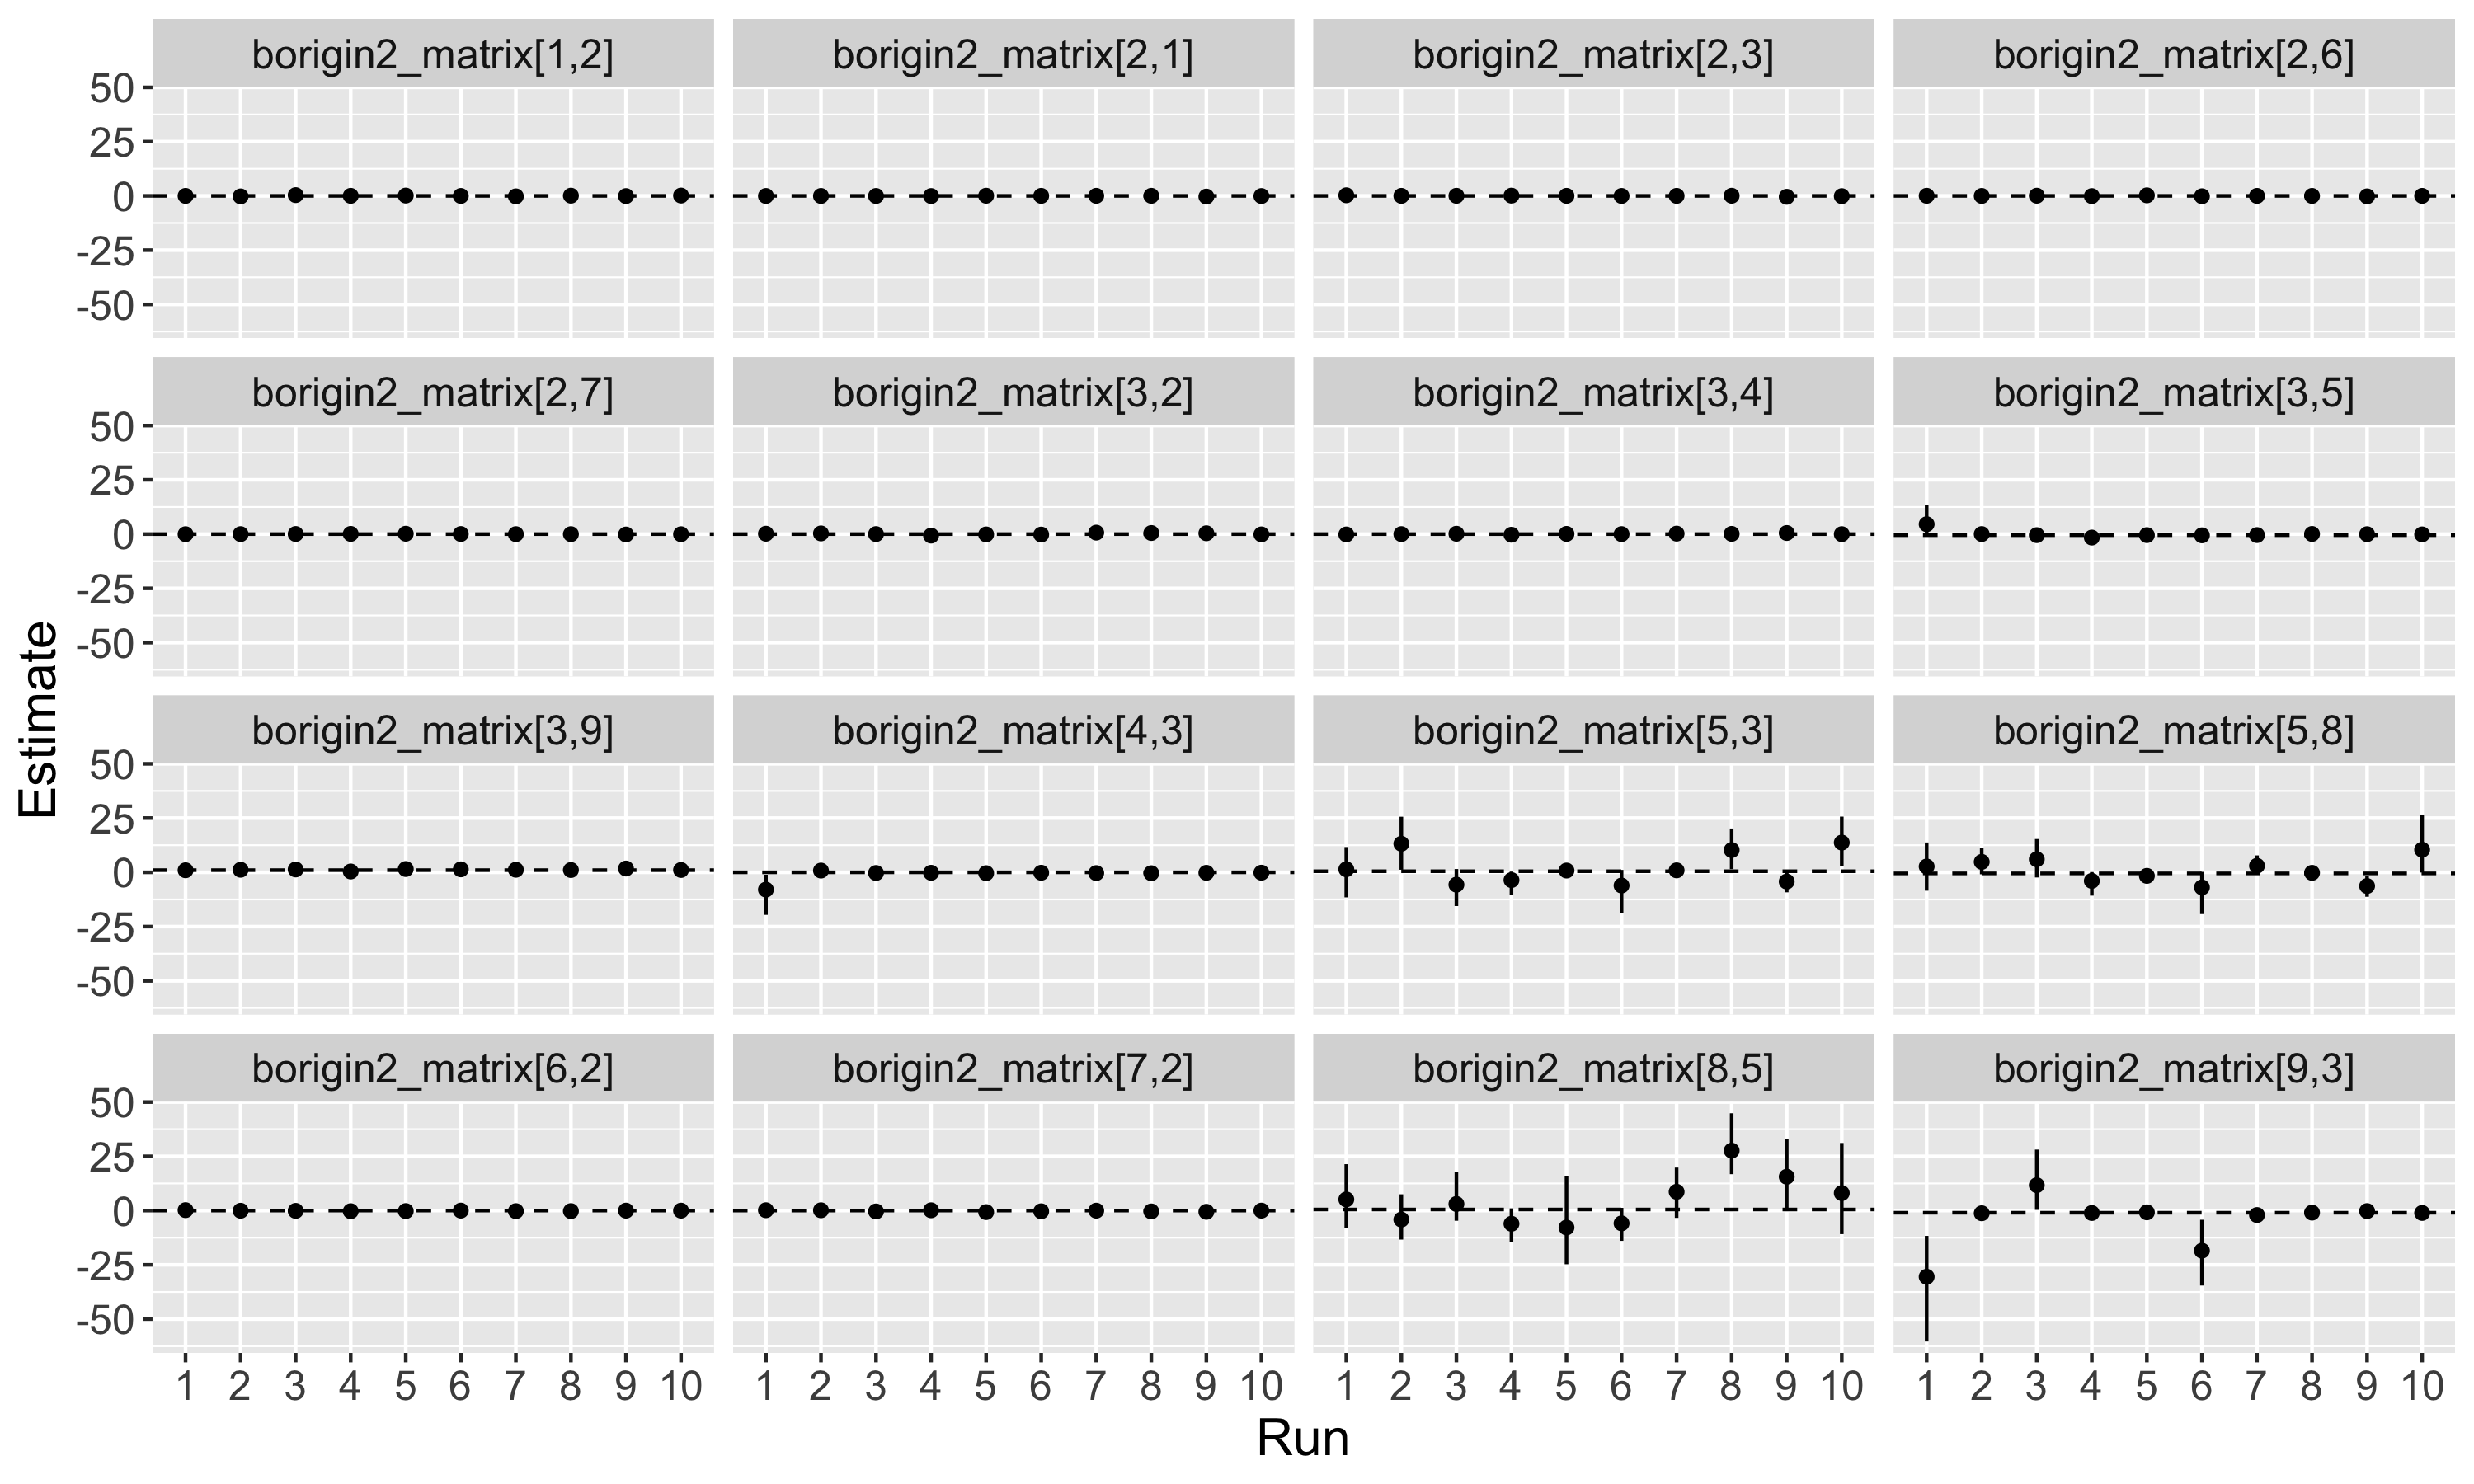 borigin2_matrix[1,2] borigin2_matrix[2,1] borigin2_matrix[2,3] borigin2_matrix[2,6]
50
25
0
-25
-50
borigin2_matrix[2,7] borigin2_matrix[3,2] borigin2_matrix[3,4] borigin2_matrix[3,5]
50
25
0
-25
-50
borigin2_matrix[3,9] borigin2_matrix[4,3] borigin2_matrix[5,3] borigin2_matrix[5,8]
50
25
0
-25
-50
borigin2_matrix[6,2] borigin2_matrix[7,2] borigin2_matrix[8,5] borigin2_matrix[9,3]
50
25
0
-25
-50
1 2 3 4 5 6 7 8 9 10 1 2 3 4 5 6 7 8 9 10 1 2 3 4 5 6 7 8 9 10 1 2 3 4 5 6 7 8 9 10
Run
Estimate